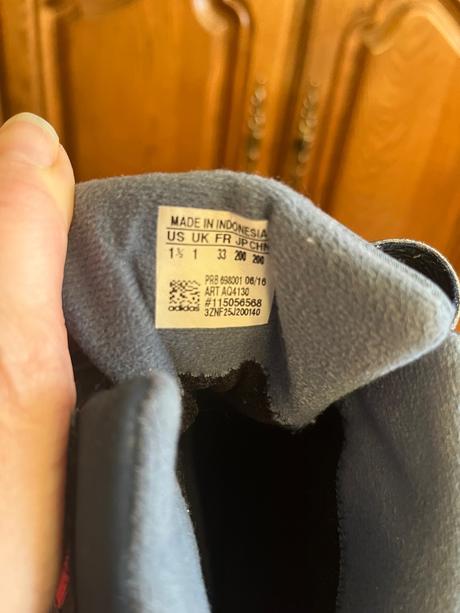 MADE IN INDONESIA
US UK FR JP CHN
1½ 1 33 200 200
PRB 698001 06/16
ART AQ4130
#115056568
adidas 3ZNF25J200140